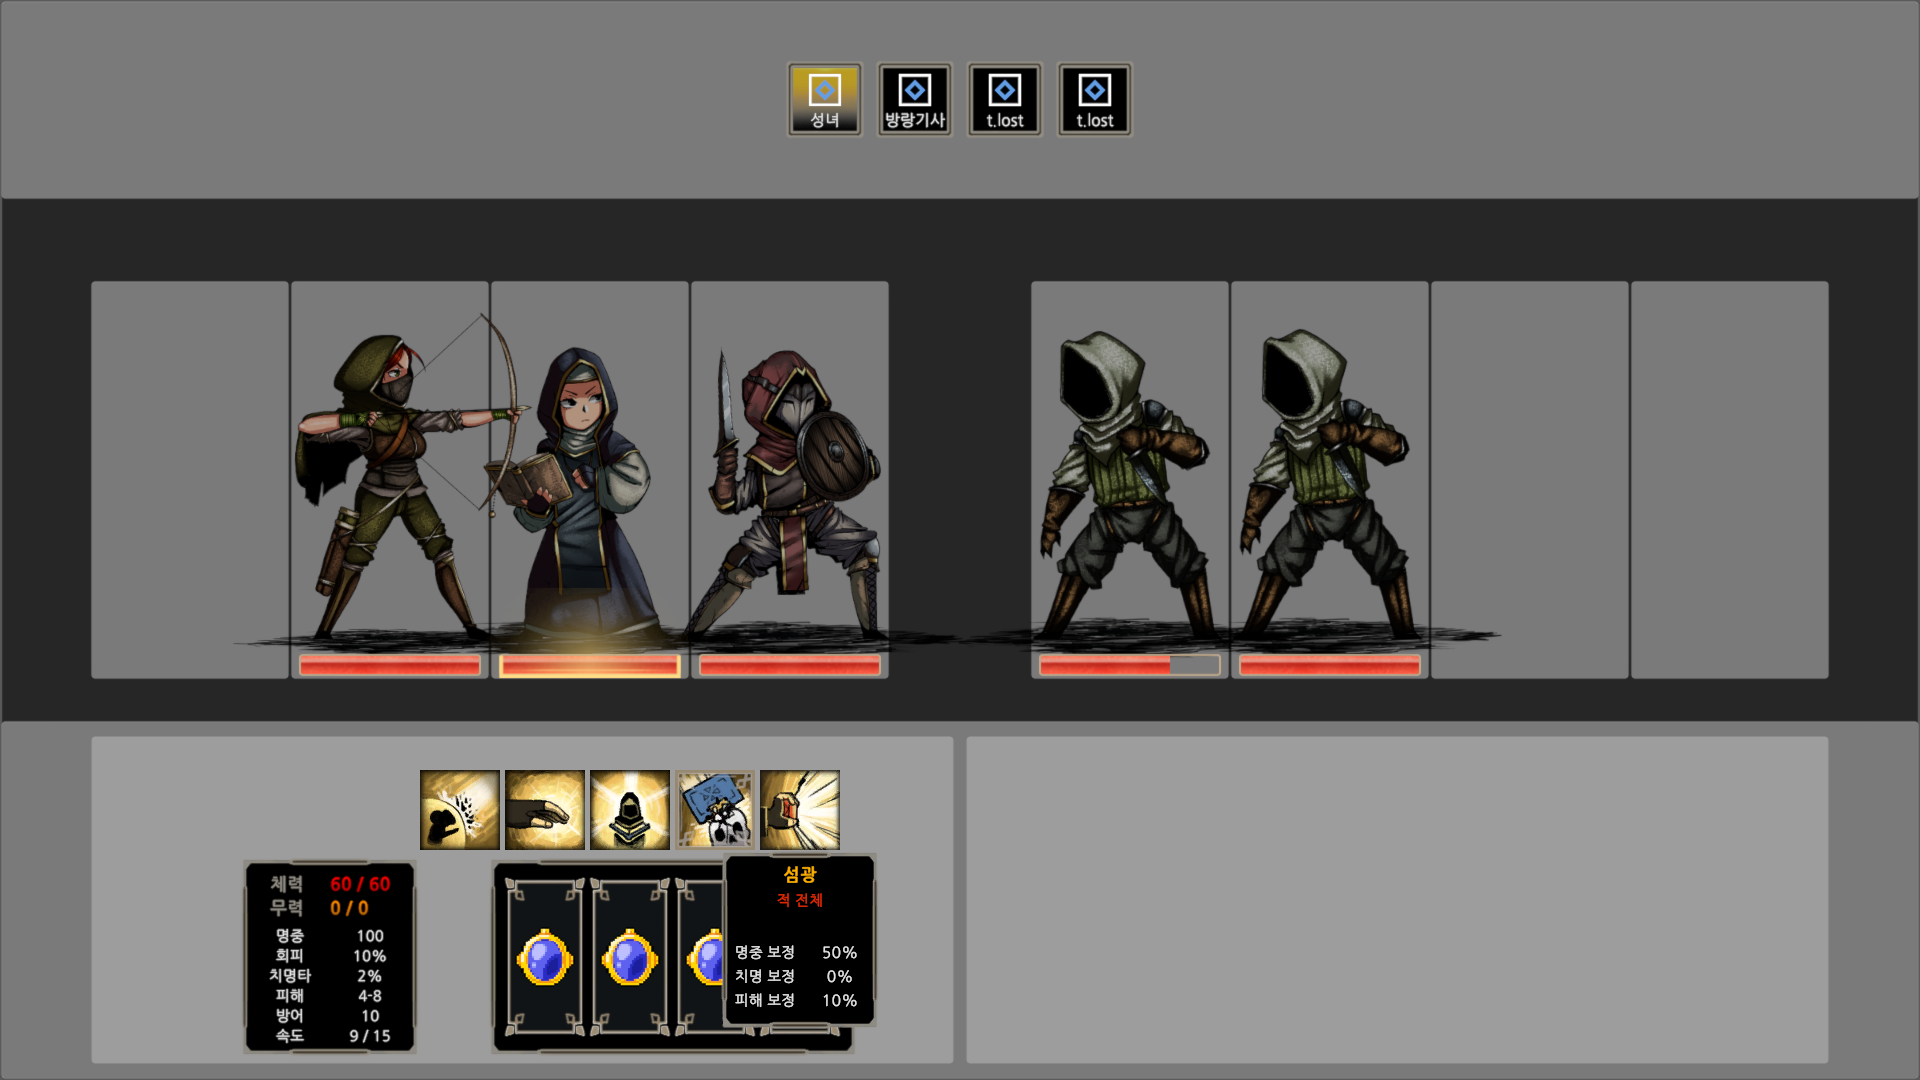 성녀
방랑기사
t.lost
t.lost
체력 60 / 60
무력 0 / 0
명중 100
회피 10%
치명타 2%
피해 4-8
방어 10
속도 9 / 15
섬광
적 전체
명중 보정 50%
치명 보정 0%
피해 보정 10%